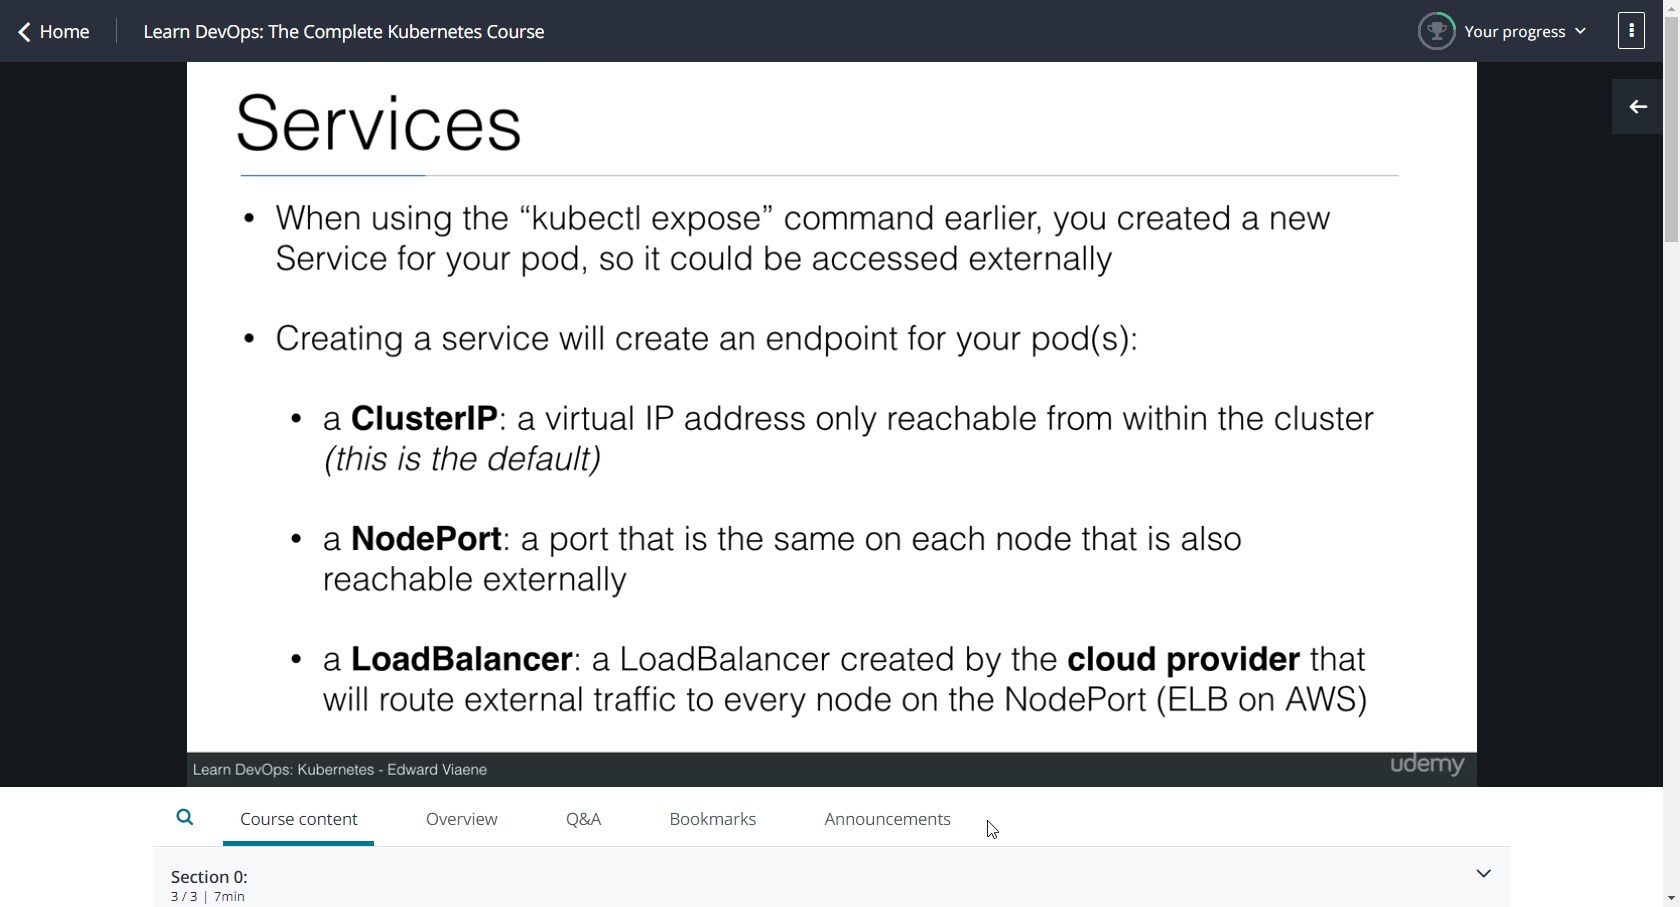 Home
Learn DevOps: The Complete Kubernetes Course
Your progress
Services
• When using the “kubectl expose” command earlier, you created a new
Service for your pod, so it could be accessed externally
• Creating a service will create an endpoint for your pod(s):
• a ClusterIP: a virtual IP address only reachable from within the cluster
(this is the default)
• a NodePort: a port that is the same on each node that is also
reachable externally
• a LoadBalancer: a LoadBalancer created by the cloud provider that
will route external traffic to every node on the NodePort (ELB on AWS)
Learn DevOps: Kubernetes - Edward Viaene
udemy
Course content
Overview
Q&A
Bookmarks
Announcements
Section 0:
3 / 3 | 7min